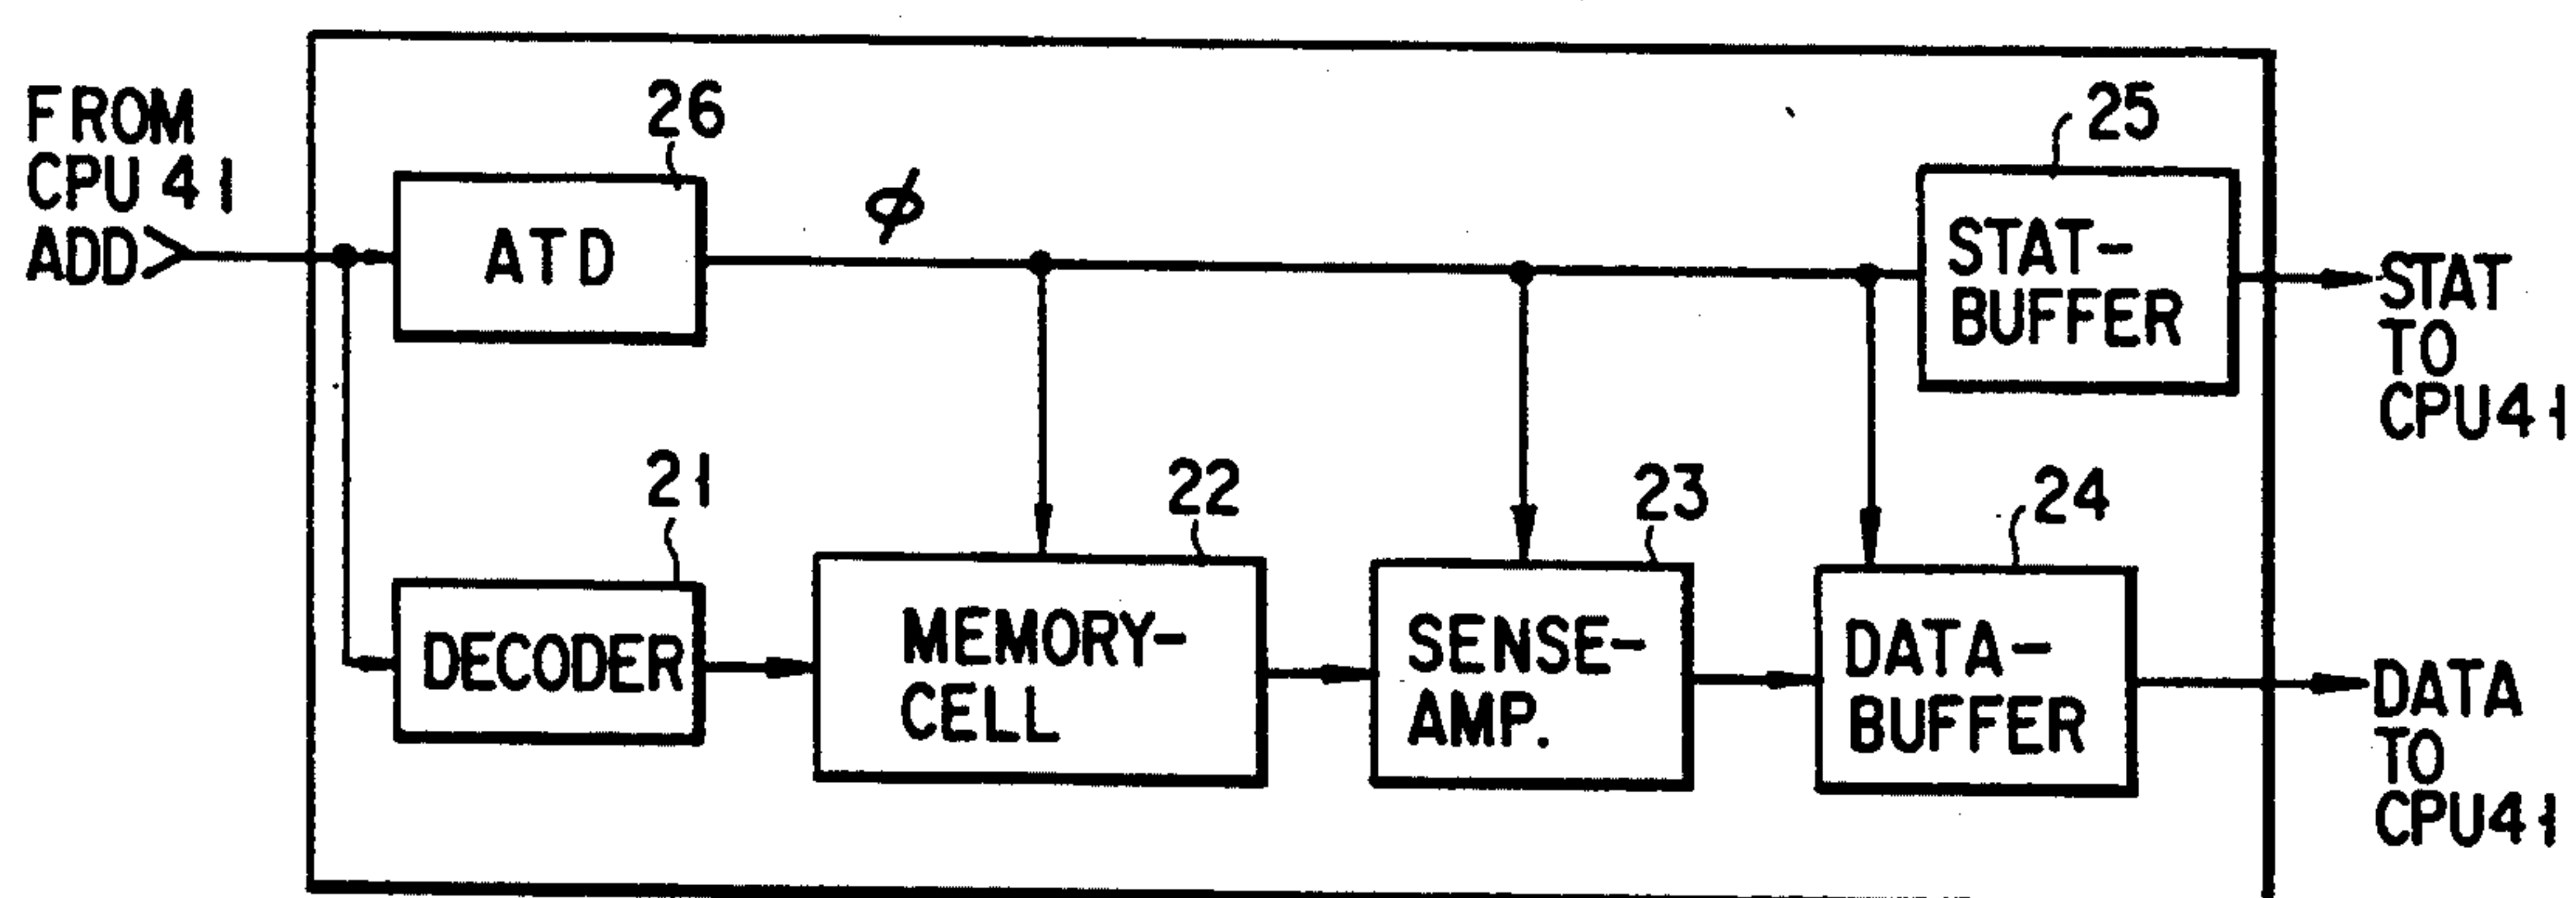 FROM
CPU 41
ADD
26
ATD
φ
25
STAT-
BUFFER
STAT
TO
CPU41
21
DECODER
22
MEMORY-
CELL
23
SENSE-
AMP.
24
DATA-
BUFFER
DATA
TO
CPU41